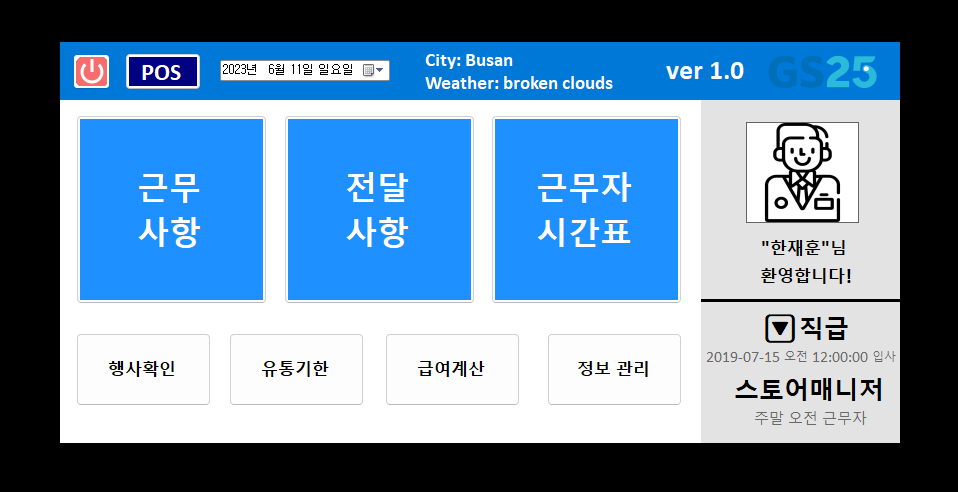 POS
2023년 6월 11일 일요일
City: Busan
Weather: broken clouds
ver 1.0
GS25
근무
사항
전달
사항
근무자
시간표
행사확인
유통기한
급여계산
정보 관리
"한재훈"님
환영합니다!
직급
2019-07-15 오전 12:00:00 입사
스토어매니저
주말 오전 근무자